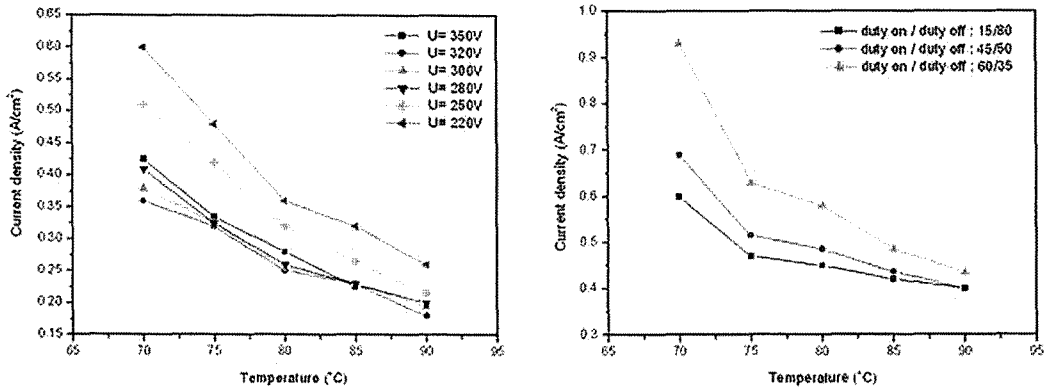 0.65
0.60
0.55
0.50
0.45
0.40
0.35
0.30
0.25
0.20
0.15
Current density (A/cm²)
U= 350V
U= 320V
U= 300V
U= 280V
U= 250V
U= 220V
65 70 75 80 85 90 95
Temperature (°C)
1.0
0.9
0.8
0.7
0.6
0.5
0.4
0.3
Current density (A/cm²)
duty on / duty off : 15/80
duty on / duty off : 45/50
duty on / duty off : 60/35
65 70 75 80 85 90 95
Temperature (°C)